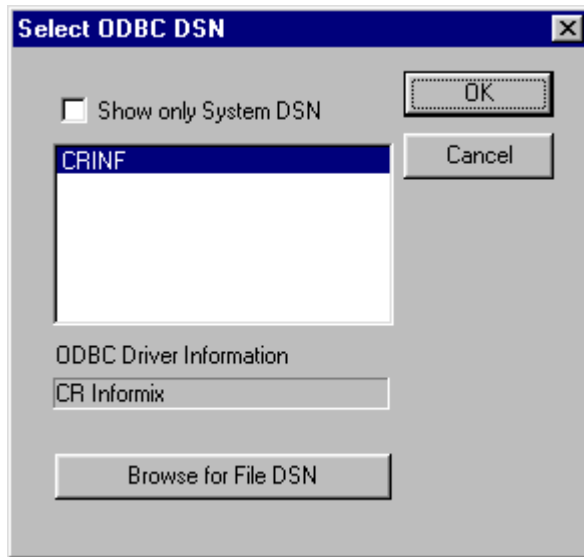 Select ODBC DSN
Show only System DSN
OK
Cancel
CRINF
ODBC Driver Information
CR Informix
Browse for File DSN